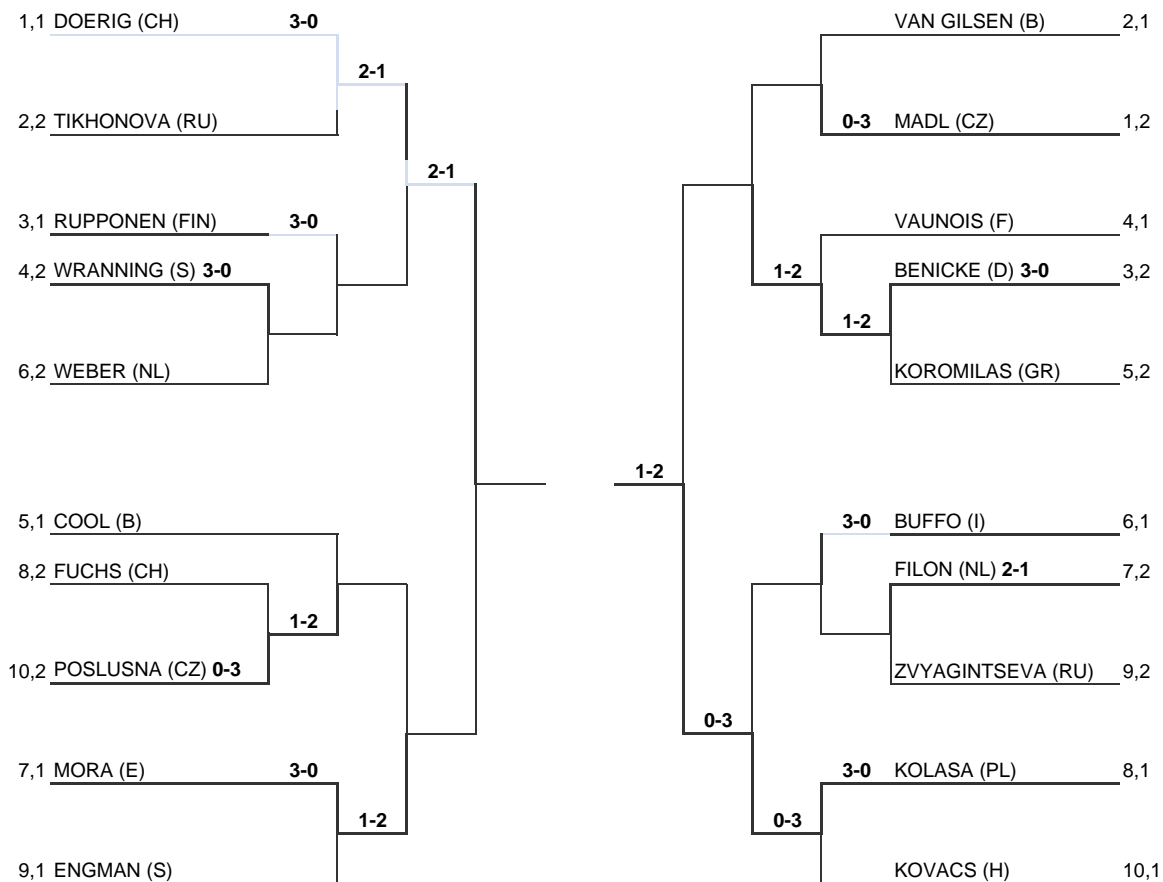 1,1 DOERIG (CH) 3-0 VAN GILSEN (B) 2,1
2-1
2,2 TIKHONOVA (RU) 0-3 MADL (CZ) 1,2
2-1
3,1 RUPPONEN (FIN) 3-0 VAUNOIS (F) 4,1
4,2 WRANNING (S) 3-0 1-2 BENICKE (D) 3-0 3,2
1-2
6,2 WEBER (NL) KOROMILAS (GR) 5,2
1-2
5,1 COOL (B) 3-0 BUFFO (I) 6,1
8,2 FUCHS (CH) FILON (NL) 2-1 7,2
1-2
10,2 POSLUSNA (CZ) 0-3 ZVYAGINTSEVA (RU) 9,2
0-3
7,1 MORA (E) 3-0 3-0 KOLASA (PL) 8,1
1-2 0-3
9,1 ENGMAN (S) KOVACS (H) 10,1